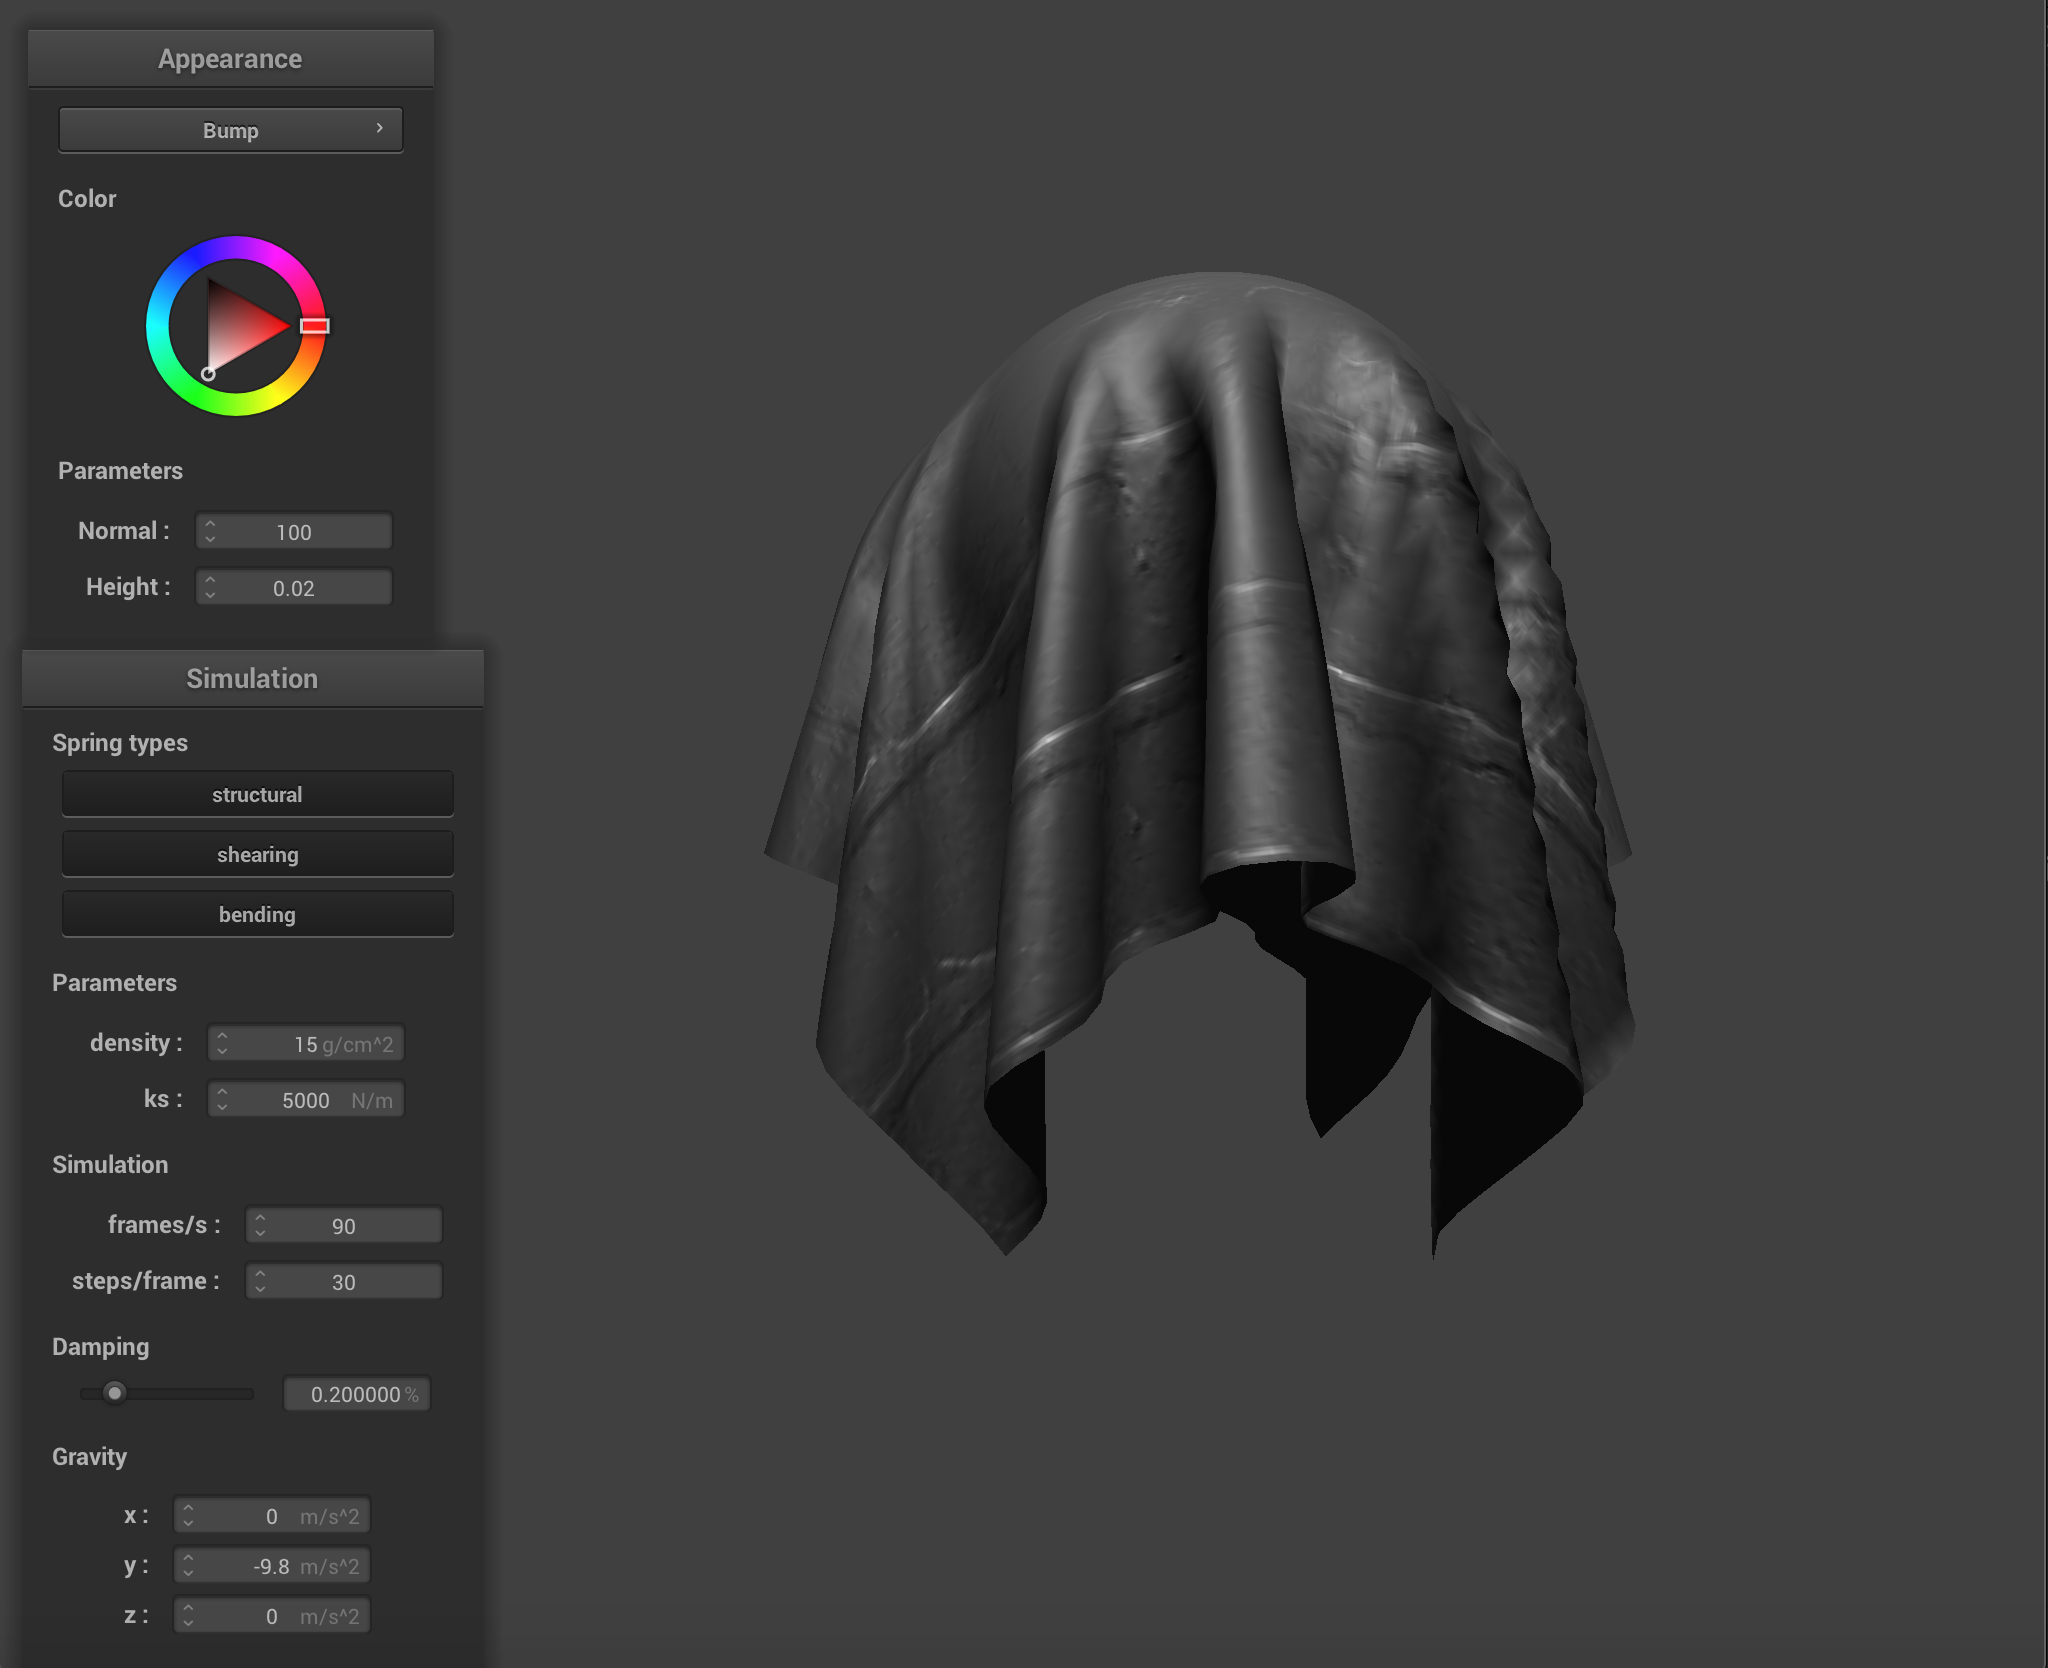 Appearance
Bump
Color
Parameters
Normal : 100
Height : 0.02
Simulation
Spring types
structural
shearing
bending
Parameters
density : 15 g/cm^2
ks : 5000 N/m
Simulation
frames/s : 90
steps/frame : 30
Damping
0.200000 %
Gravity
x : 0 m/s^2
y : -9.8 m/s^2
z : 0 m/s^2